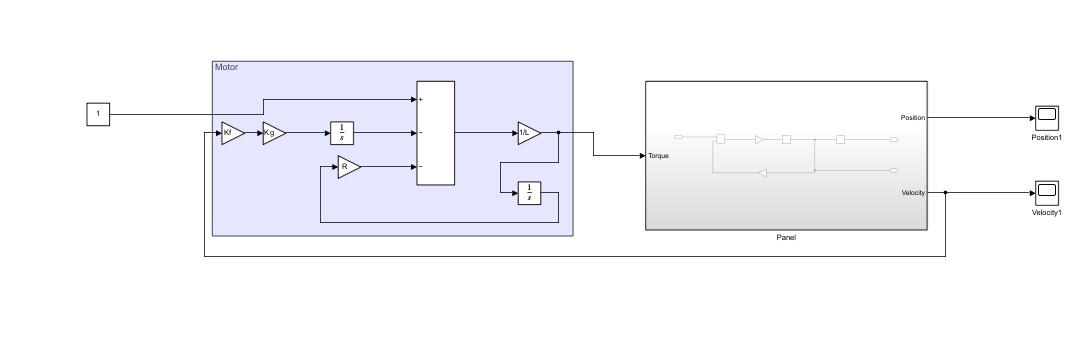 Motor
1
+
Kf
Kg
1
s
−
1/L
R
−
1
s
Position
Position1
Torque
Velocity
Velocity1
Panel